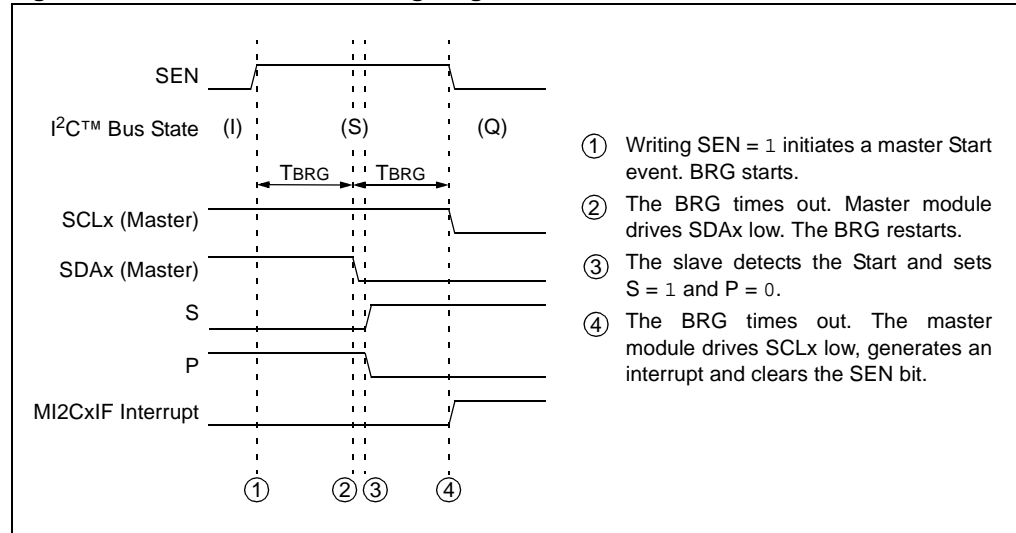 SEN
I²C™ Bus State (I) (S) (Q)
TBRG TBRG
SCLx (Master)
SDAx (Master)
S
P
MI2CxIF Interrupt
1 2 3 4
1 Writing SEN = 1 initiates a master Start
event. BRG starts.
2 The BRG times out. Master module
drives SDAx low. The BRG restarts.
3 The slave detects the Start and sets
S = 1 and P = 0.
4 The BRG times out. The master
module drives SCLx low, generates an
interrupt and clears the SEN bit.